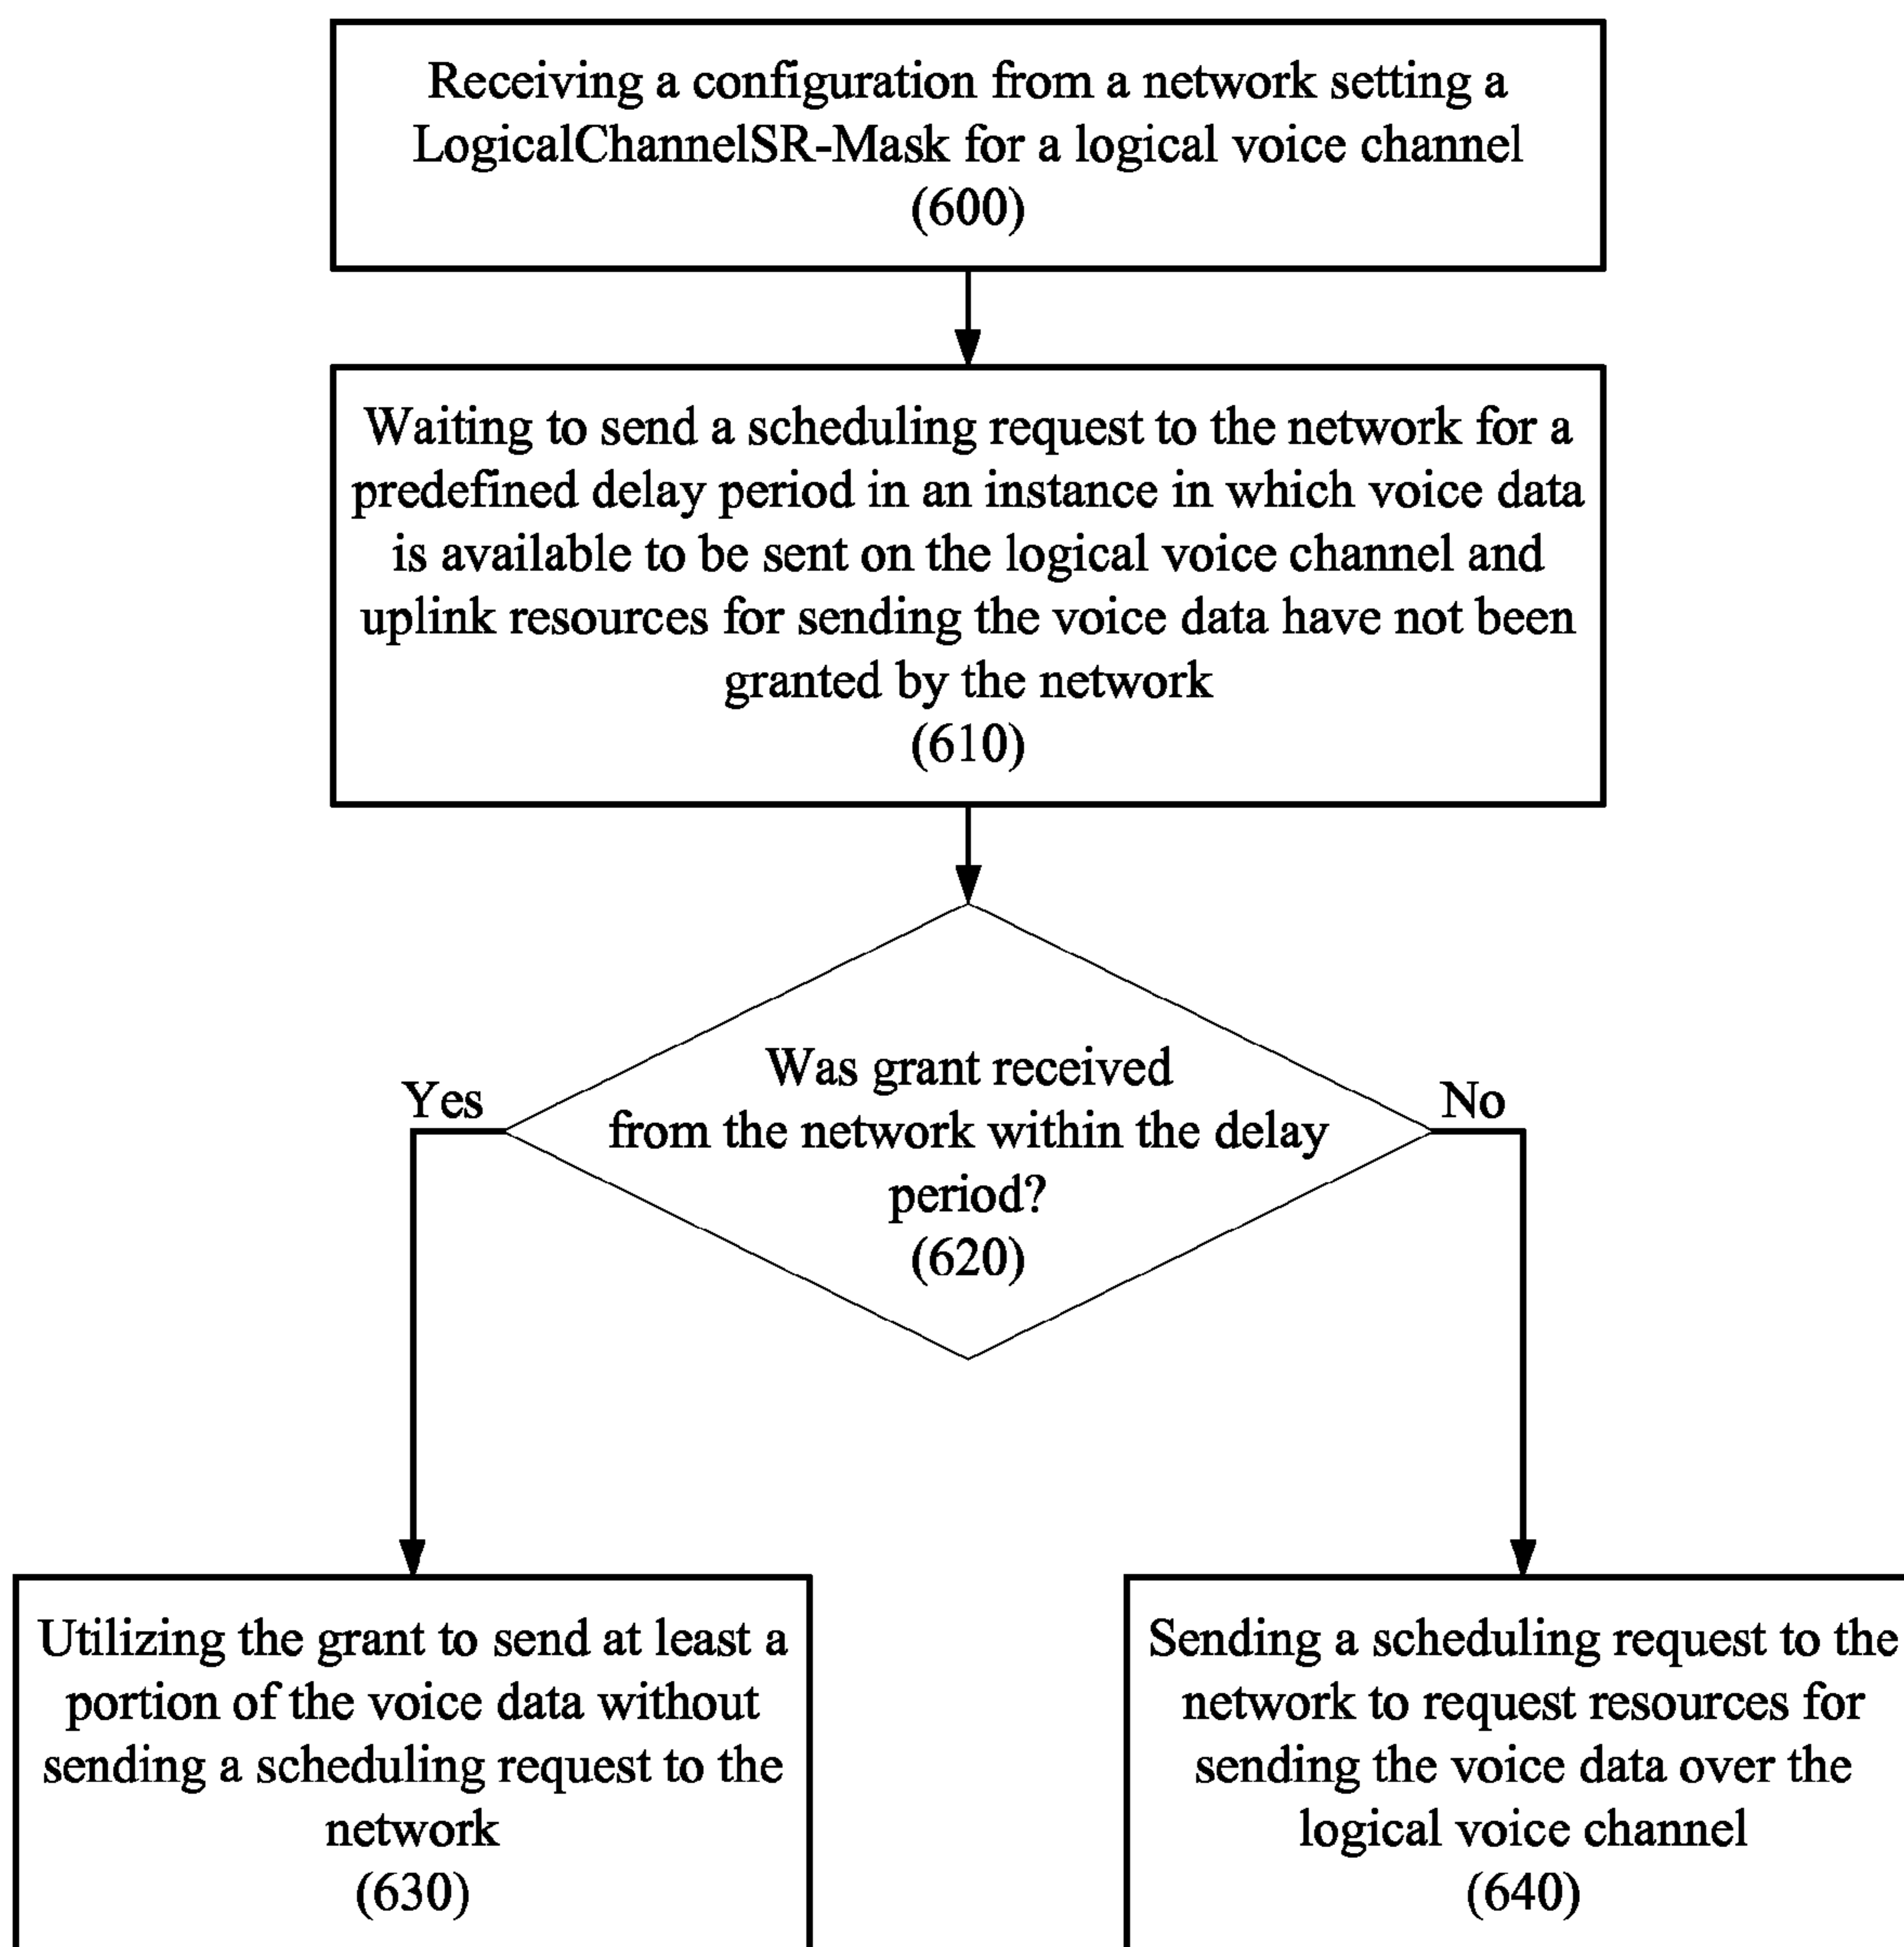 Receiving a configuration from a network setting a
LogicalChannelSR-Mask for a logical voice channel
(600)
Waiting to send a scheduling request to the network for a
predefined delay period in an instance in which voice data
is available to be sent on the logical voice channel and
uplink resources for sending the voice data have not been
granted by the network
(610)
Was grant received
from the network within the delay
period?
(620)
Yes
No
Utilizing the grant to send at least a
portion of the voice data without
sending a scheduling request to the
network
(630)
Sending a scheduling request to the
network to request resources for
sending the voice data over the
logical voice channel
(640)